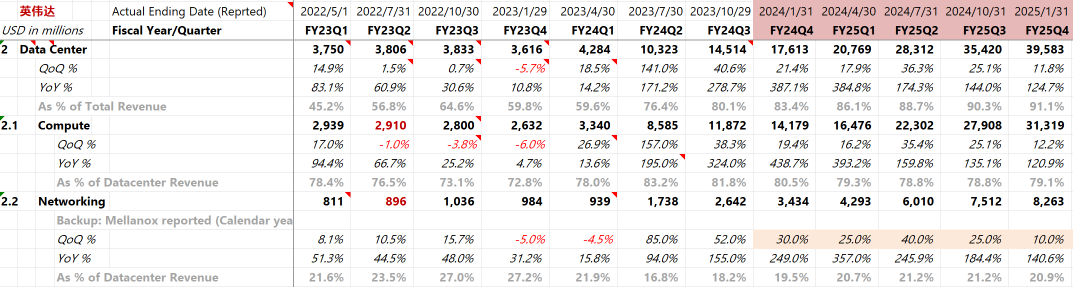 英伟达 Actual Ending Date (Reprted) 2022/5/1 2022/7/31 2022/10/30 2023/1/29 2023/4/30 2023/7/30 2023/10/29 2024/1/31 2024/4/30 2024/7/31 2024/10/31 2025/1/31
USD in millions Fiscal Year/Quarter FY23Q1 FY23Q2 FY23Q3 FY23Q4 FY24Q1 FY24Q2 FY24Q3 FY24Q4 FY25Q1 FY25Q2 FY25Q3 FY25Q4
2 Data Center 3,750 3,806 3,833 3,616 4,284 10,323 14,514 17,613 20,769 28,312 35,420 39,583
QoQ % 14.9% 1.5% 0.7% -5.7% 18.5% 141.0% 40.6% 21.4% 17.9% 36.3% 25.1% 11.8%
YoY % 83.1% 60.9% 30.6% 10.8% 14.2% 171.2% 278.7% 387.1% 384.8% 174.3% 144.0% 124.7%
As % of Total Revenue 45.2% 56.8% 64.6% 59.8% 59.6% 76.4% 80.1% 83.4% 86.1% 88.7% 90.3% 91.1%
2.1 Compute 2,939 2,910 2,800 2,632 3,340 8,585 11,872 14,179 16,476 22,302 27,908 31,319
QoQ % 17.0% -1.0% -3.8% -6.0% 26.9% 157.0% 38.3% 19.4% 16.2% 35.4% 25.1% 12.2%
YoY % 94.4% 66.7% 25.2% 4.7% 13.6% 195.0% 324.0% 438.7% 393.2% 159.8% 135.1% 120.9%
As % of Datacenter Revenue 78.4% 76.5% 73.1% 72.8% 78.0% 83.2% 81.8% 80.5% 79.3% 78.8% 78.8% 79.1%
2.2 Networking 811 896 1,036 984 939 1,738 2,642 3,434 4,293 6,010 7,512 8,263
Backup: Mellanox reported (Calendar yea
QoQ % 8.1% 10.5% 15.7% -5.0% -4.5% 85.0% 52.0% 30.0% 25.0% 40.0% 25.0% 10.0%
YoY % 51.3% 44.5% 48.0% 31.2% 15.8% 94.0% 155.0% 249.0% 357.0% 245.9% 184.4% 140.6%
As % of Datacenter Revenue 21.6% 23.5% 27.0% 27.2% 21.9% 16.8% 18.2% 19.5% 20.7% 21.2% 21.2% 20.9%